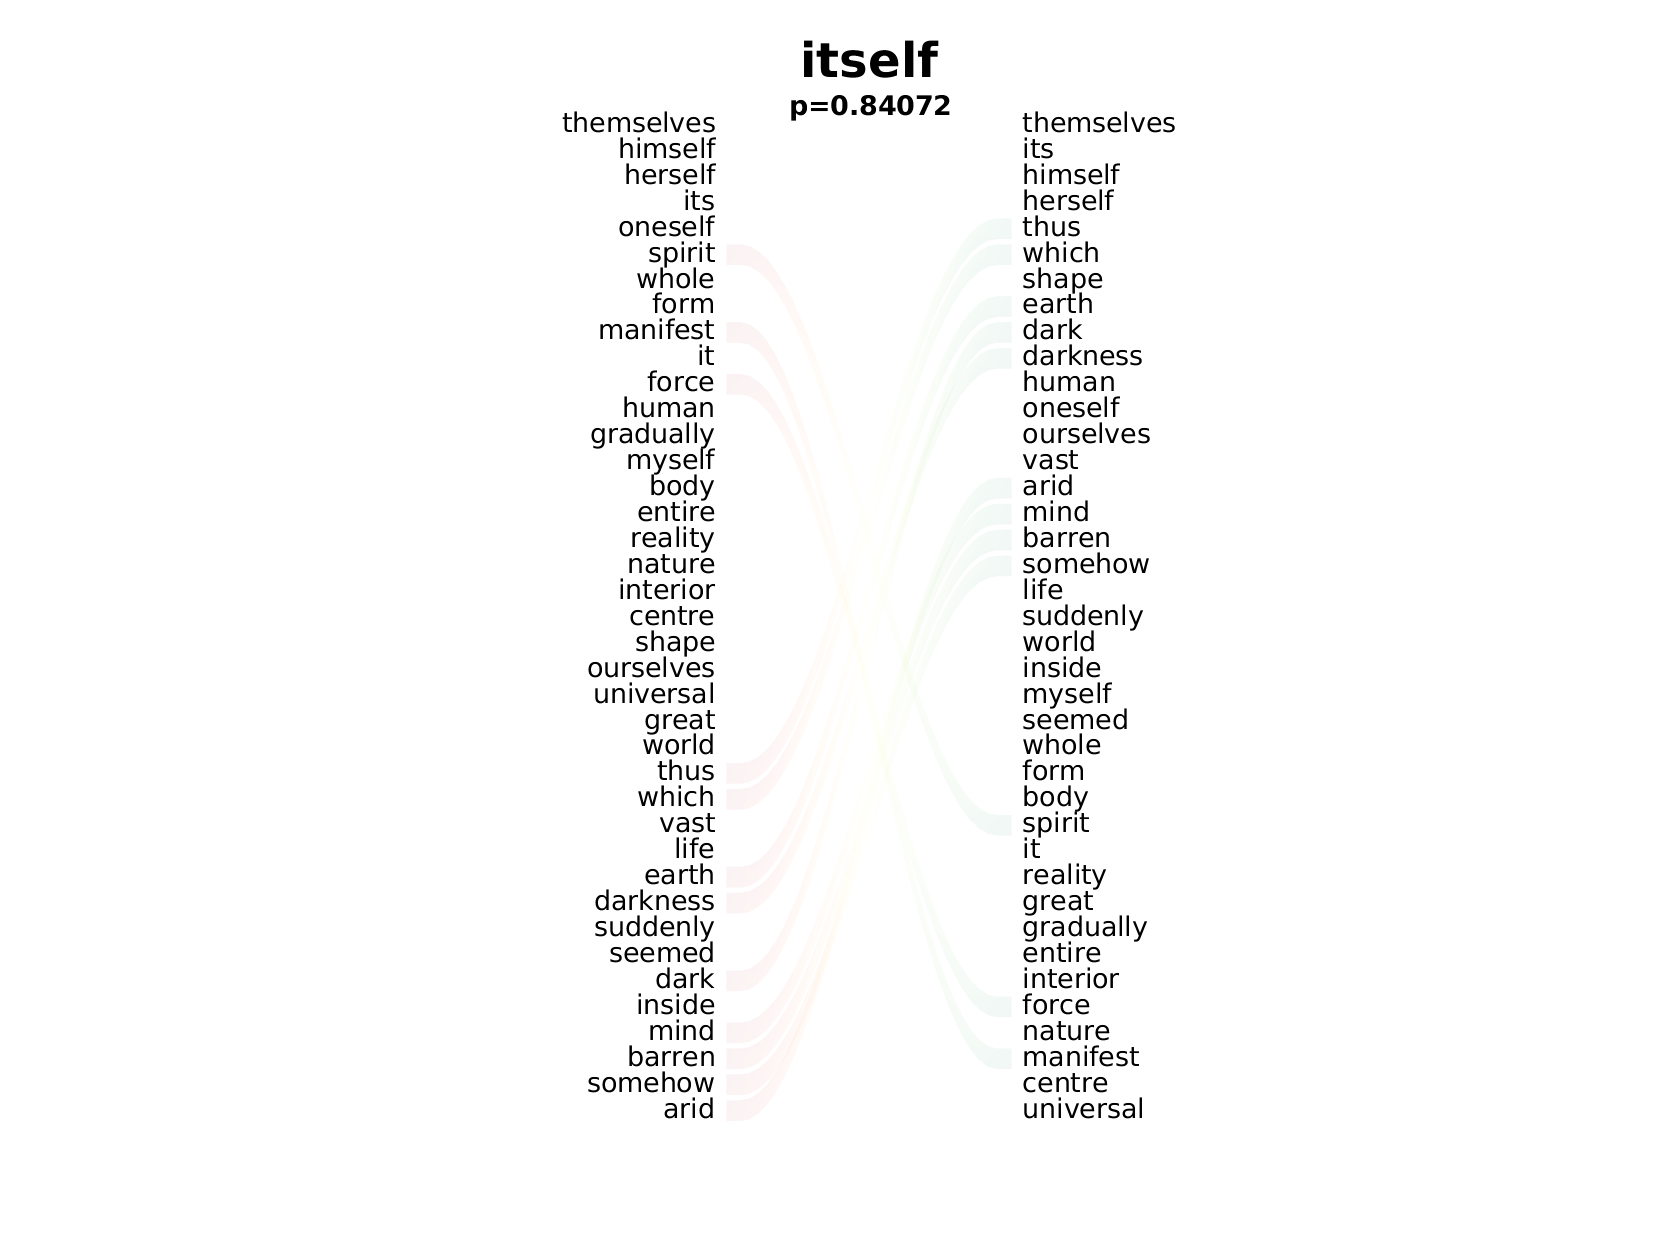 itself
p=0.84072
themselves
himself
herself
its
oneself
spirit
whole
form
manifest
it
force
human
gradually
myself
body
entire
reality
nature
interior
centre
shape
ourselves
universal
great
world
thus
which
vast
life
earth
darkness
suddenly
seemed
dark
inside
mind
barren
somehow
arid
themselves
its
himself
herself
thus
which
shape
earth
dark
darkness
human
oneself
ourselves
vast
arid
mind
barren
somehow
life
suddenly
world
inside
myself
seemed
whole
form
body
spirit
it
reality
great
gradually
entire
interior
force
nature
manifest
centre
universal